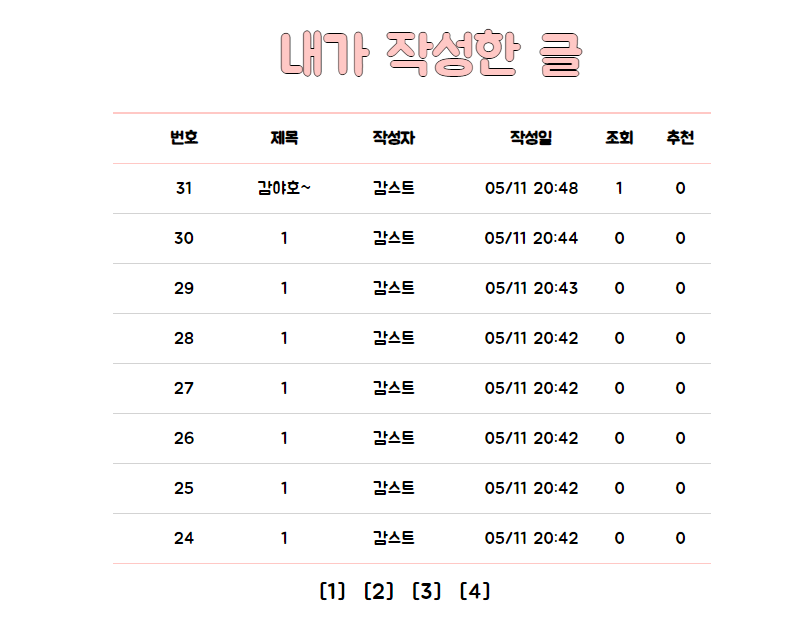 내가 작성한 글
번호 제목 작성자 작성일 조회 추천
31 감야호~ 감스트 05/11 20:48 1 0
30 1 감스트 05/11 20:44 0 0
29 1 감스트 05/11 20:43 0 0
28 1 감스트 05/11 20:42 0 0
27 1 감스트 05/11 20:42 0 0
26 1 감스트 05/11 20:42 0 0
25 1 감스트 05/11 20:42 0 0
24 1 감스트 05/11 20:42 0 0
[1] [2] [3] [4]